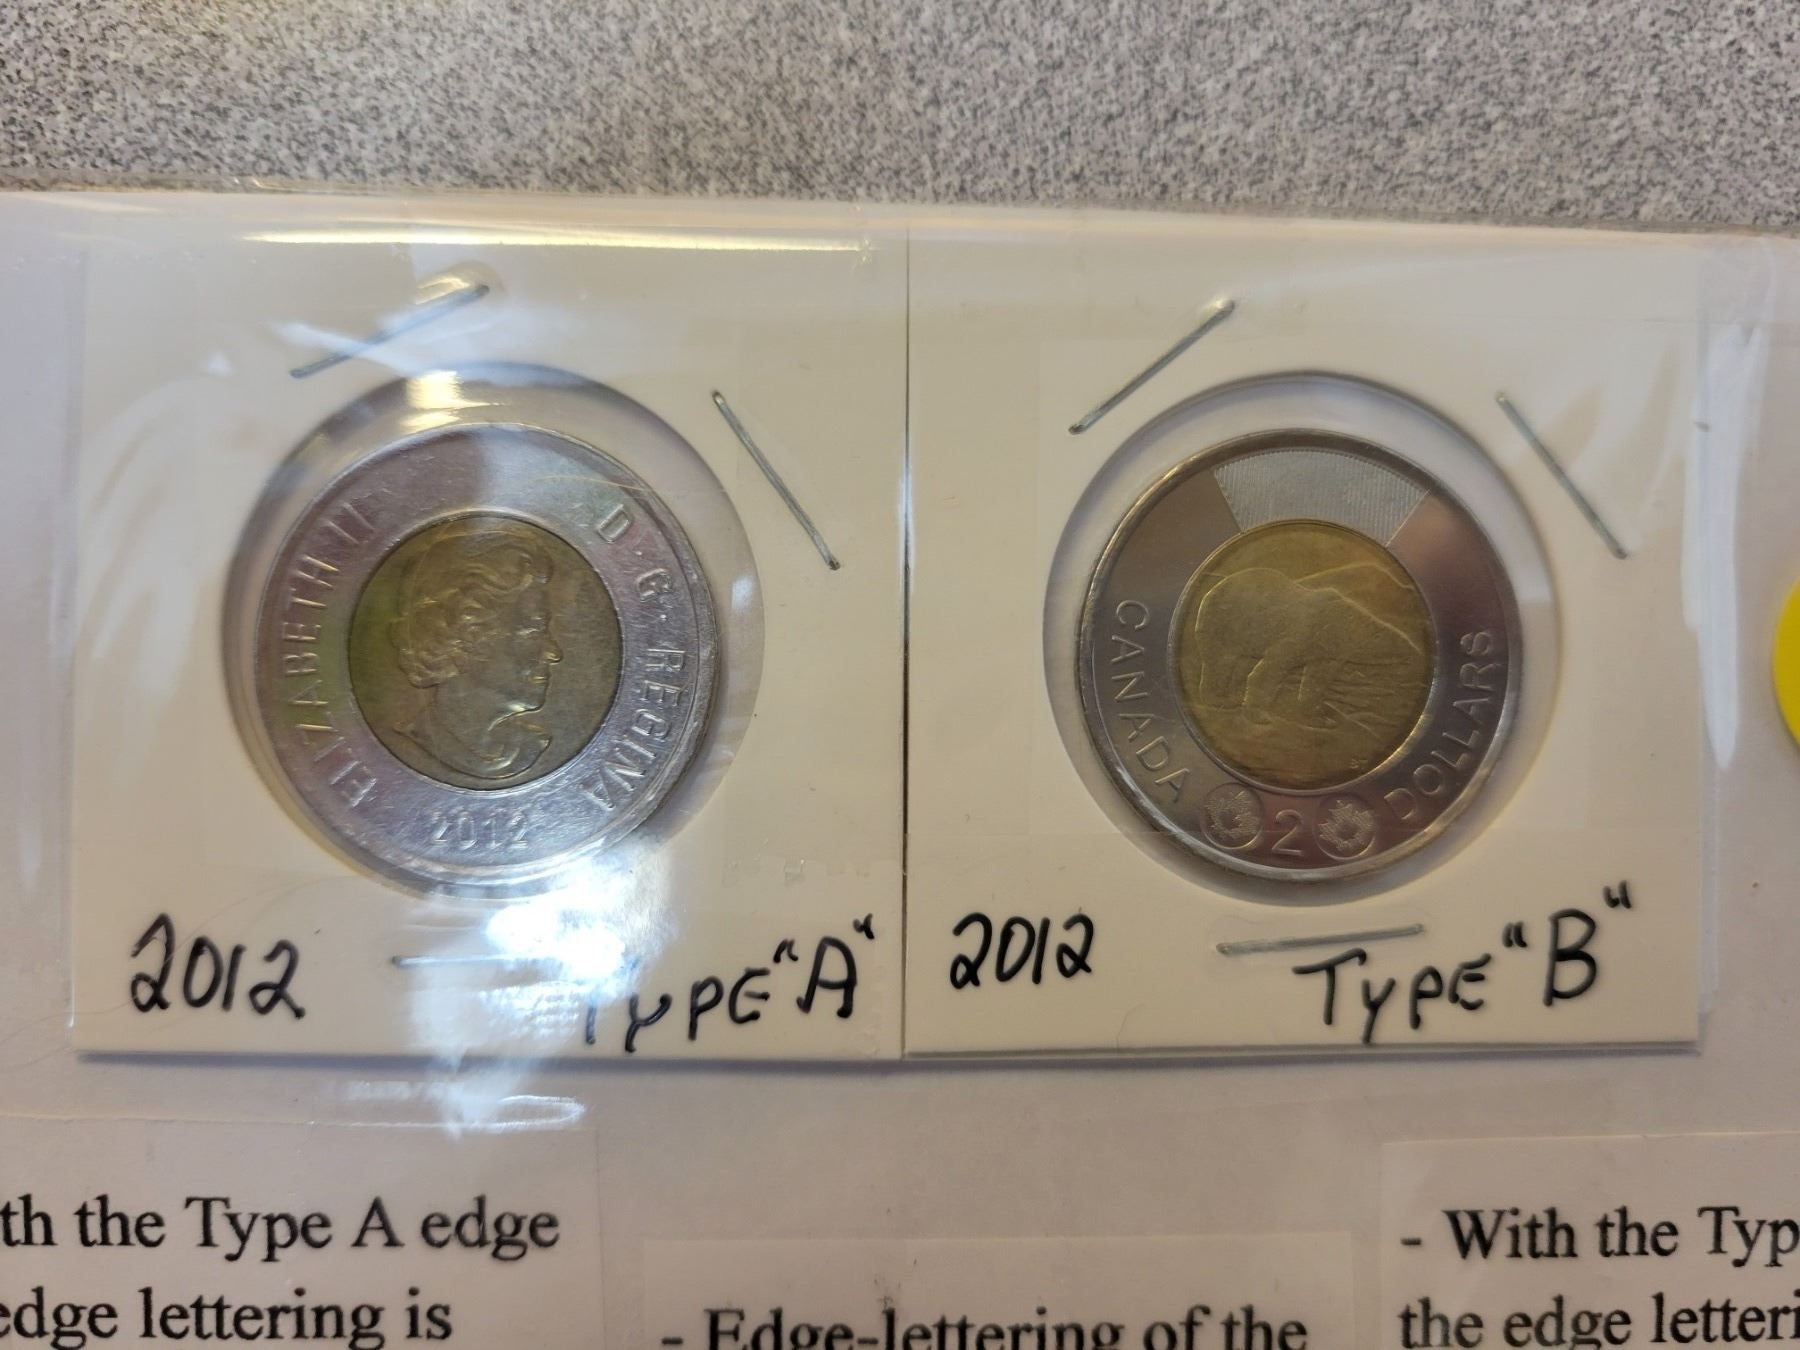 ELIZABETH II D·G·REGINA
2012
CANADA 2 DOLLARS
2012 TYPE "A"
2012 TYPE "B"
th the Type A edge
edge lettering is
- Edge-lettering of the
- With the Typ
the edge letteri